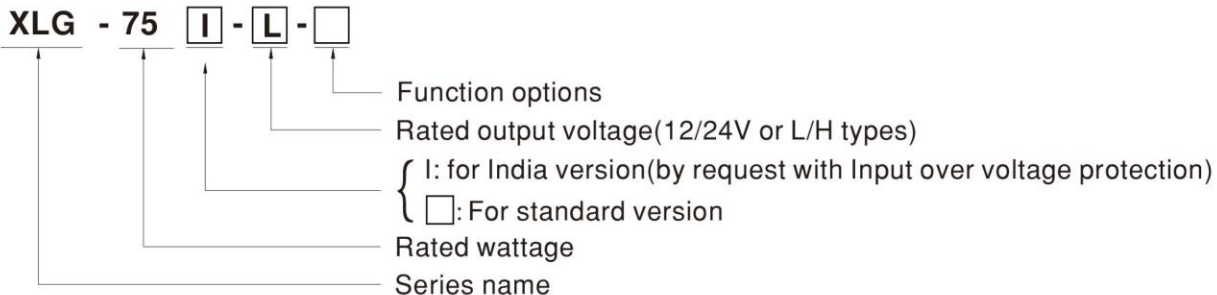 XLG - 75 I - L - □
Function options
Rated output voltage(12/24V or L/H types)
I: for India version(by request with Input over voltage protection)
□: For standard version
Rated wattage
Series name